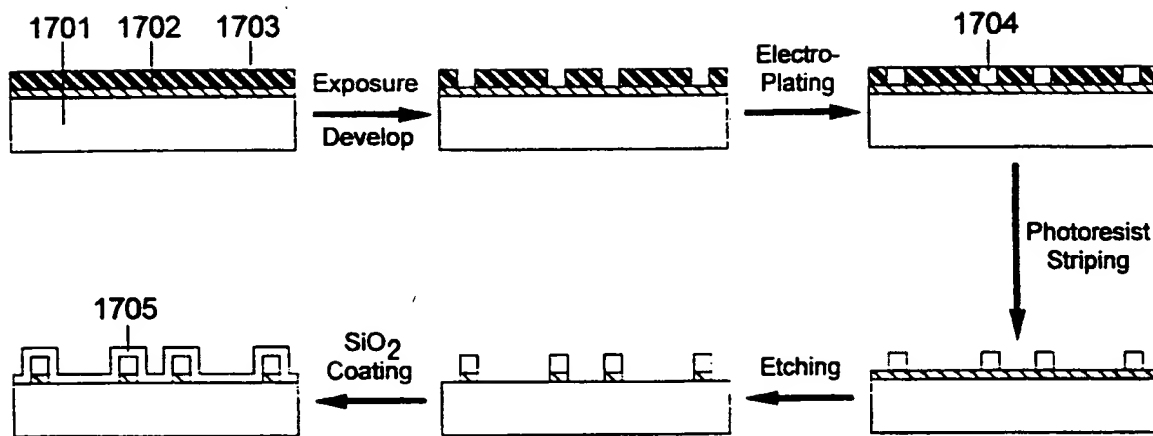 1701 1702 1703
1704
Exposure
Develop
Electro-
Plating
Photoresist
Striping
1705
SiO2
Coating
Etching